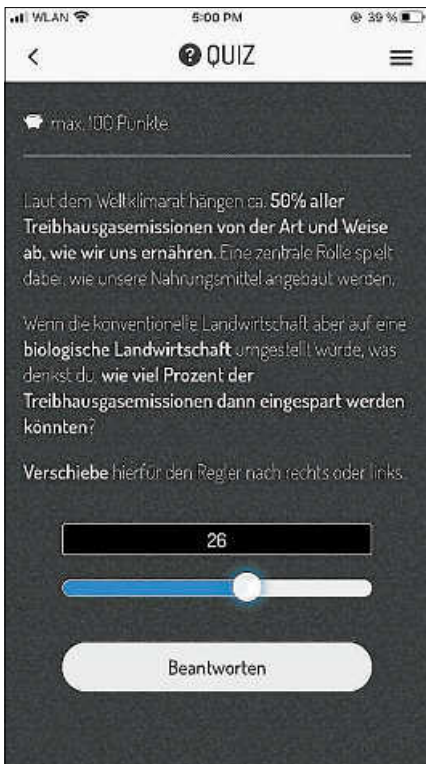 WLAN 5:00 PM 39 %
QUIZ
max. 100 Punkte
Laut dem Weltklimarat hängen ca. 50% aller
Treibhausgasemissionen von der Art und Weise
ab, wie wir uns ernähren. Eine zentrale Rolle spielt
dabei, wie unsere Nahrungsmittel angebaut werden.
Wenn die konventionelle Landwirtschaft aber auf eine
biologische Landwirtschaft umgestellt würde, was
denkst du, wie viel Prozent der
Treibhausgasemissionen dann eingespart werden
könnten?
Verschiebe hierfür den Regler nach rechts oder links.
26
Beantworten